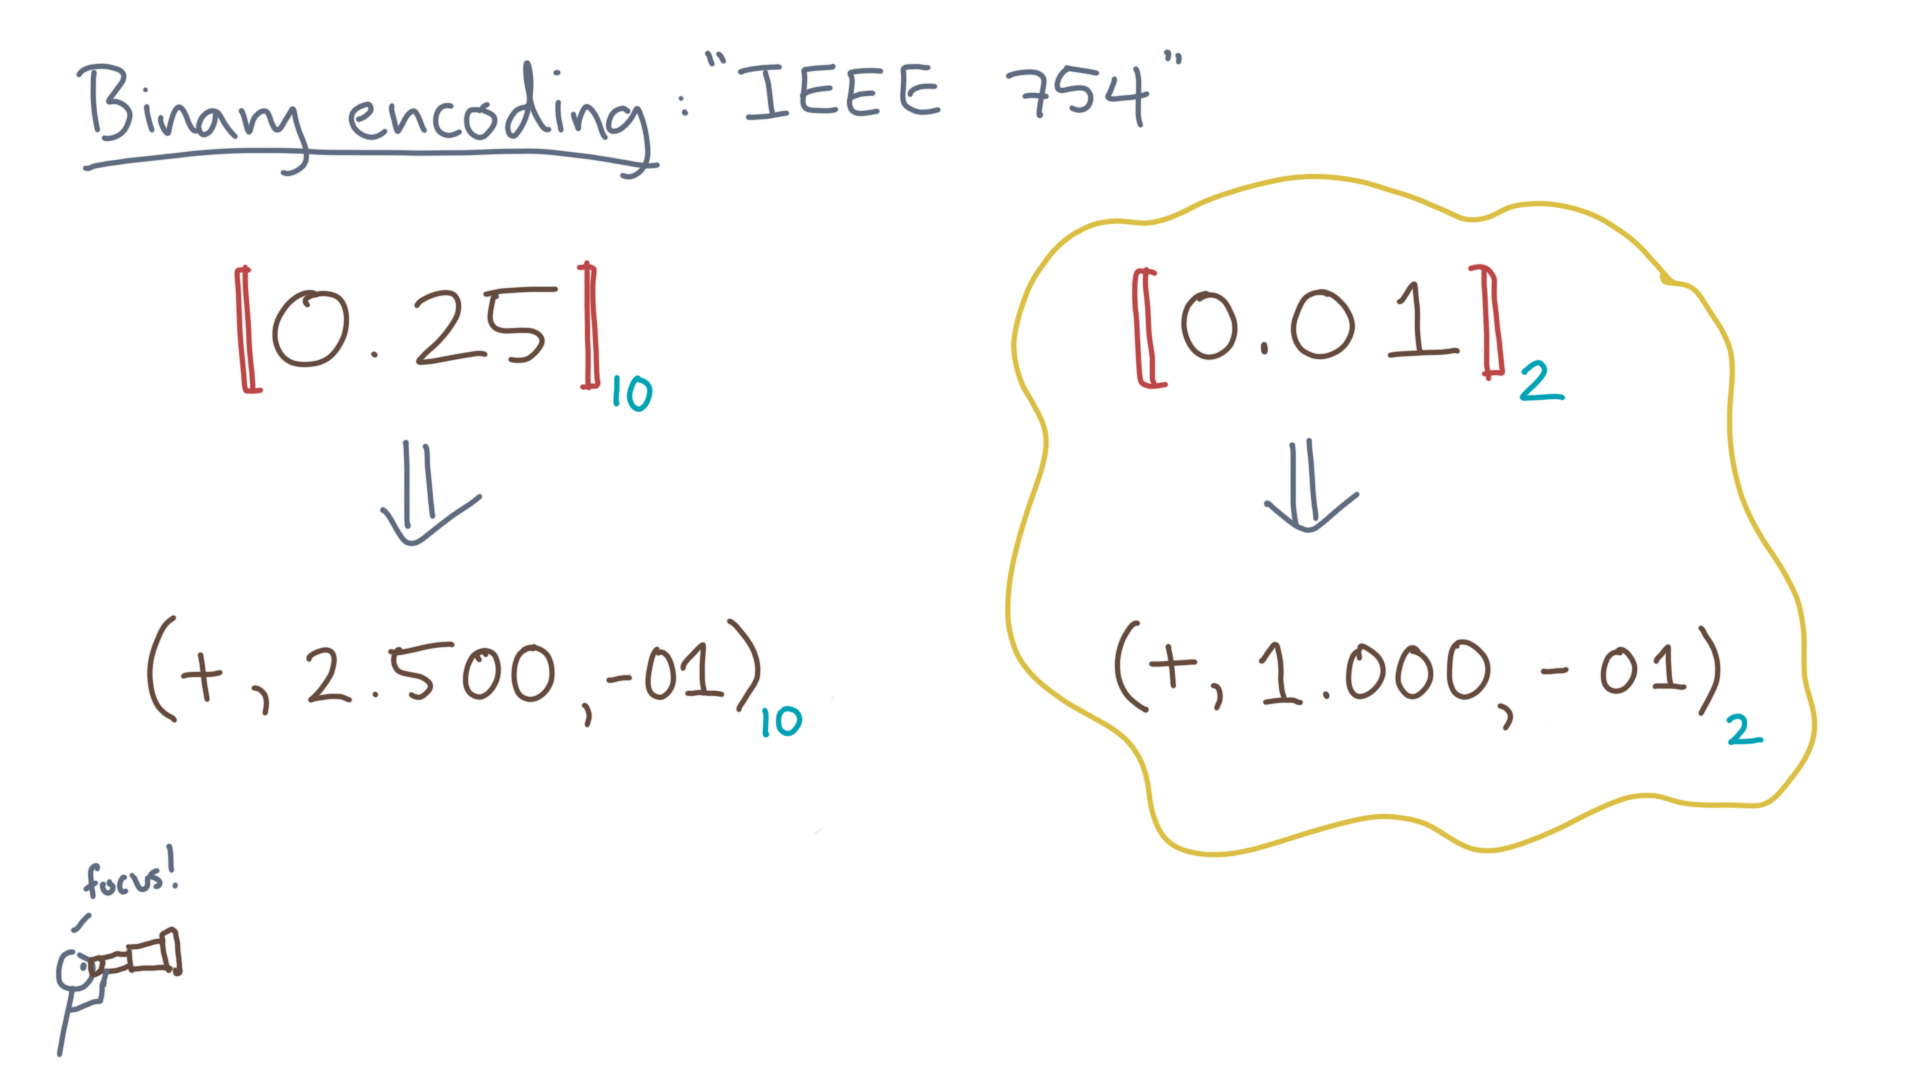 Binary encoding: "IEEE 754"
[0.25]10
[0.01]2
⇓
⇓
(+, 2.500, -01)10
(+, 1.000, -01)2
focus!